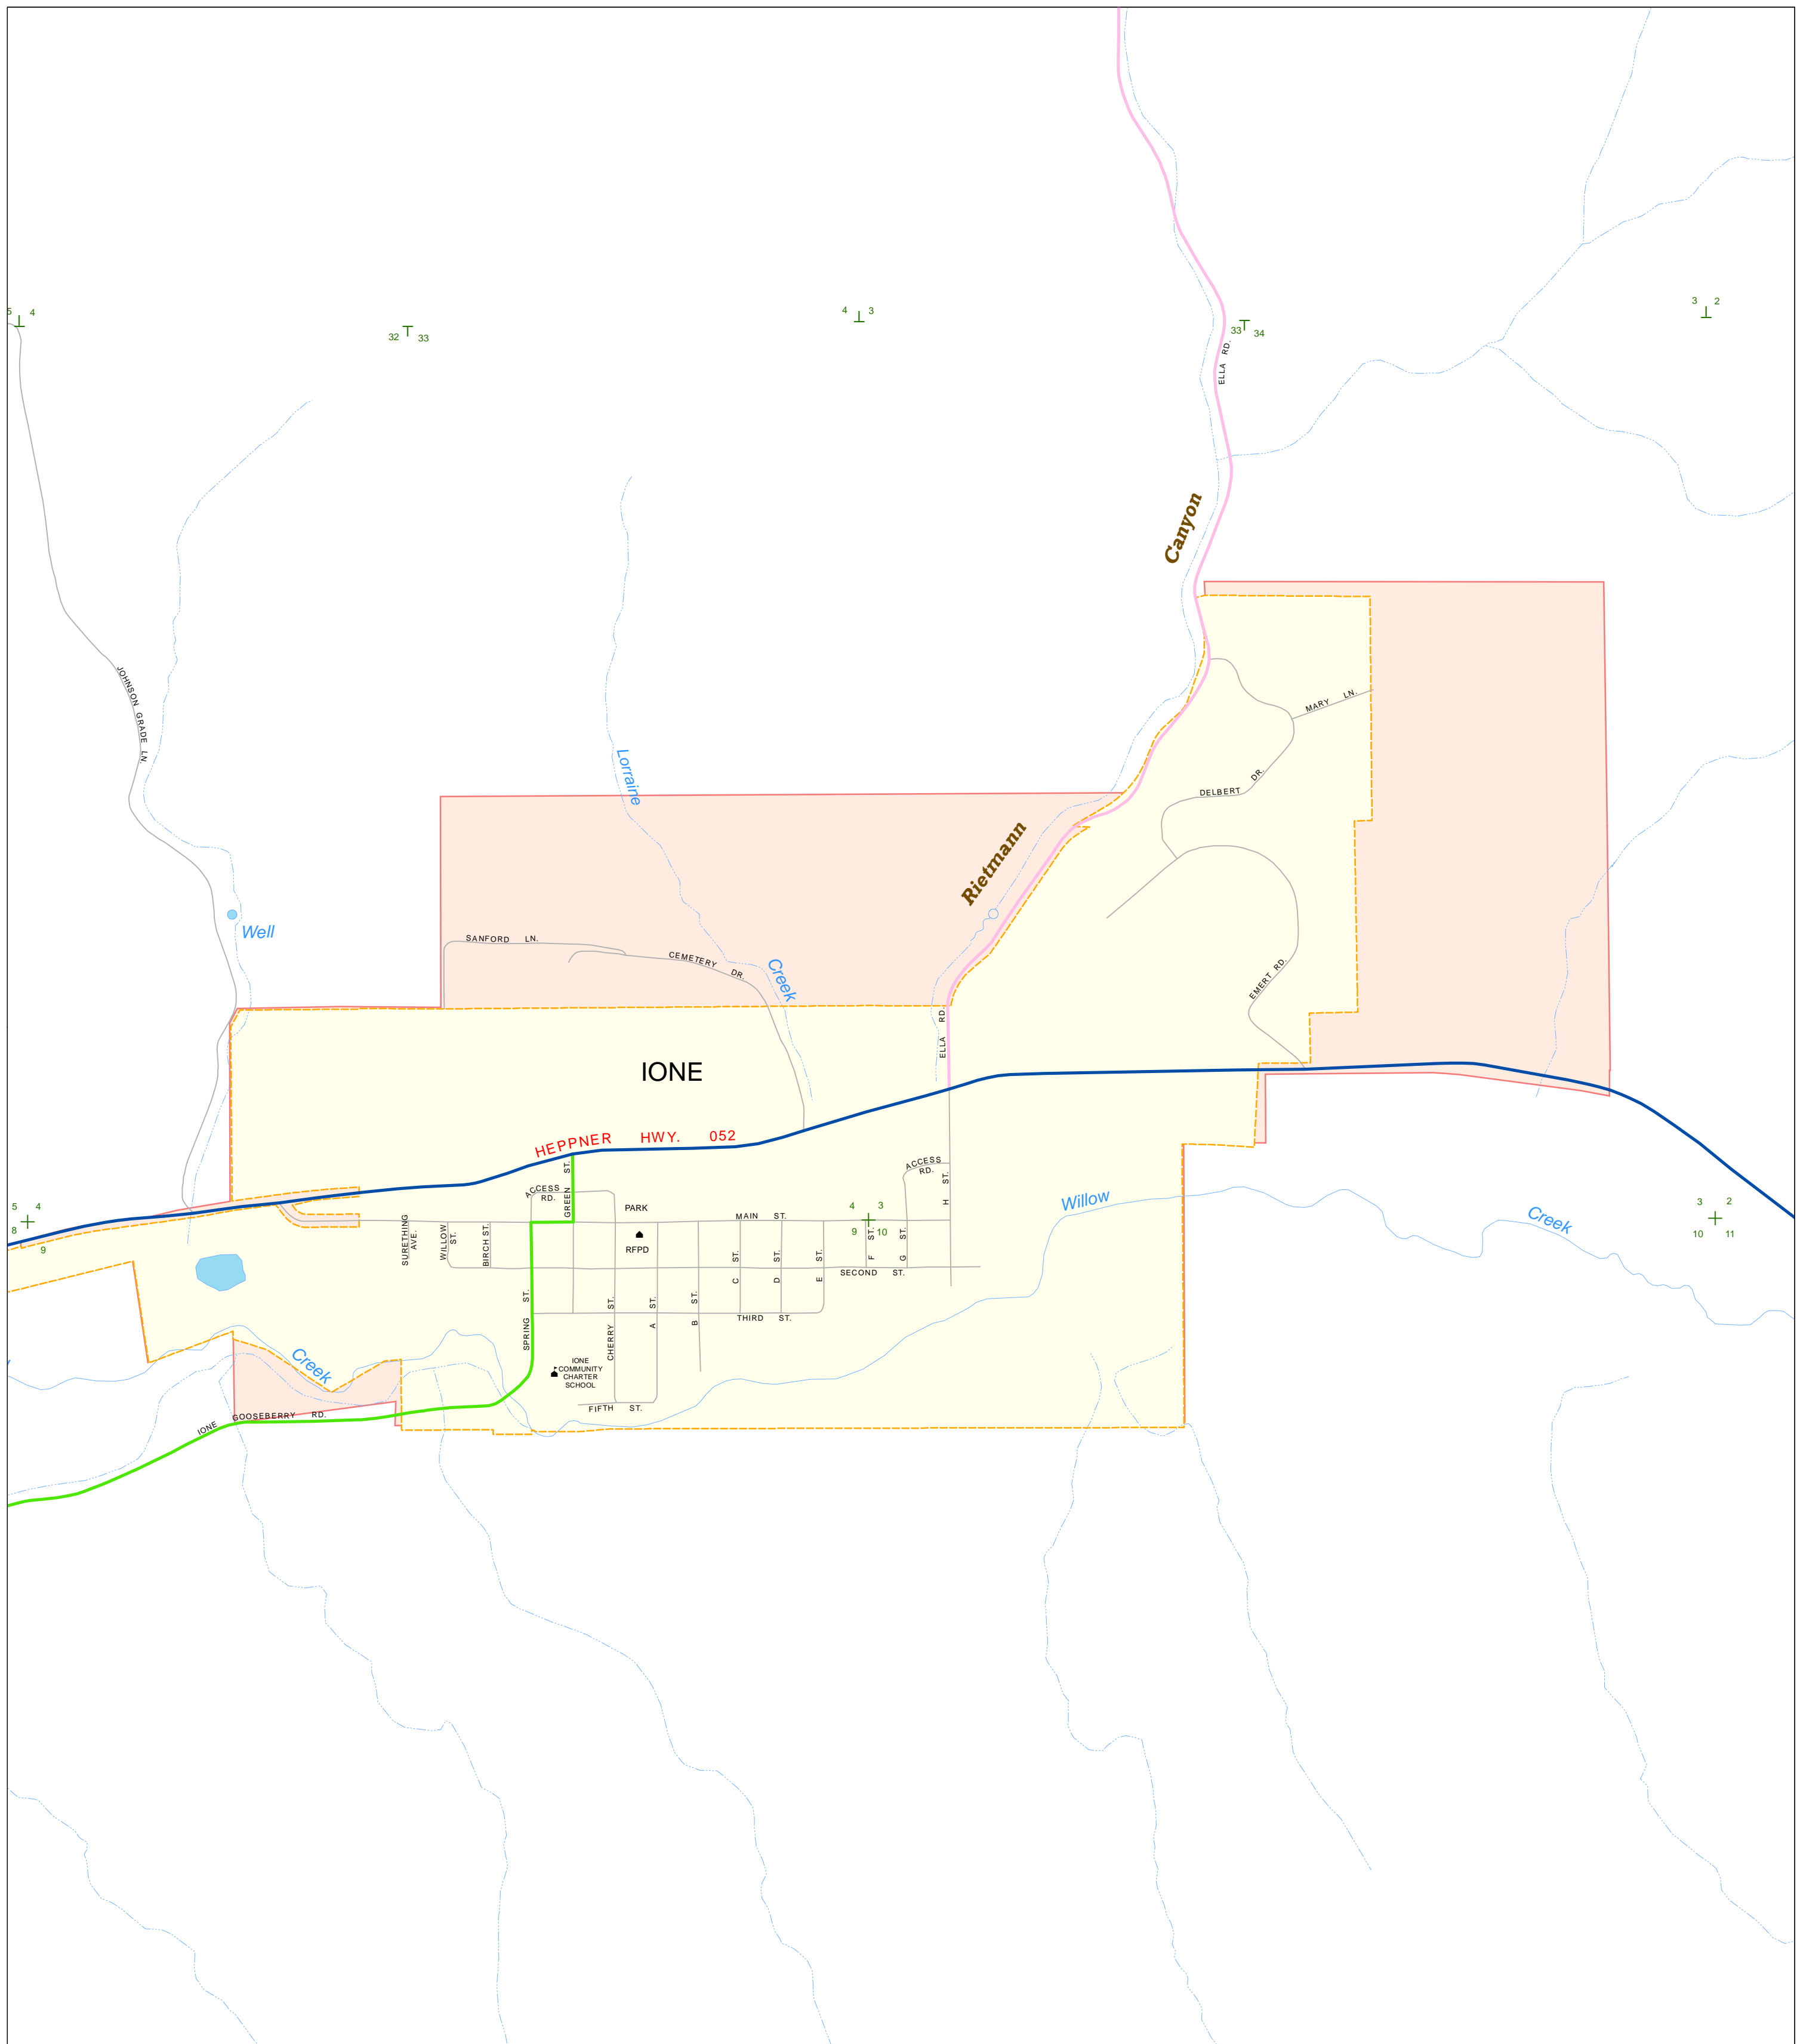 5 4
32 33
4 3
33 34
3 2
ELLA RD.
Canyon
JOHNSON GRADE LN.
MARY LN.
Lorraine
DELBERT DR.
Rietmann
Well
SANFORD LN.
CEMETERY DR.
Creek
EMERT RD.
ELLA RD.
IONE
HEPPNER HWY. 052
ACCESS
RD.
GREEN ST.
ACCESS
RD.
H ST.
Willow
Creek
PARK
MAIN ST.
5 4
8
9
4 3
9 10
3 2
10 11
SURETHING
AVE.
WILLOW
ST.
BIRCH ST.
RFPD
C ST.
D ST.
E ST.
F ST.
G ST.
SECOND ST.
SPRING ST.
CHERRY ST.
A ST.
B ST.
THIRD ST.
Creek
IONE
COMMUNITY
CHARTER
SCHOOL
FIFTH ST.
IONE GOOSEBERRY RD.